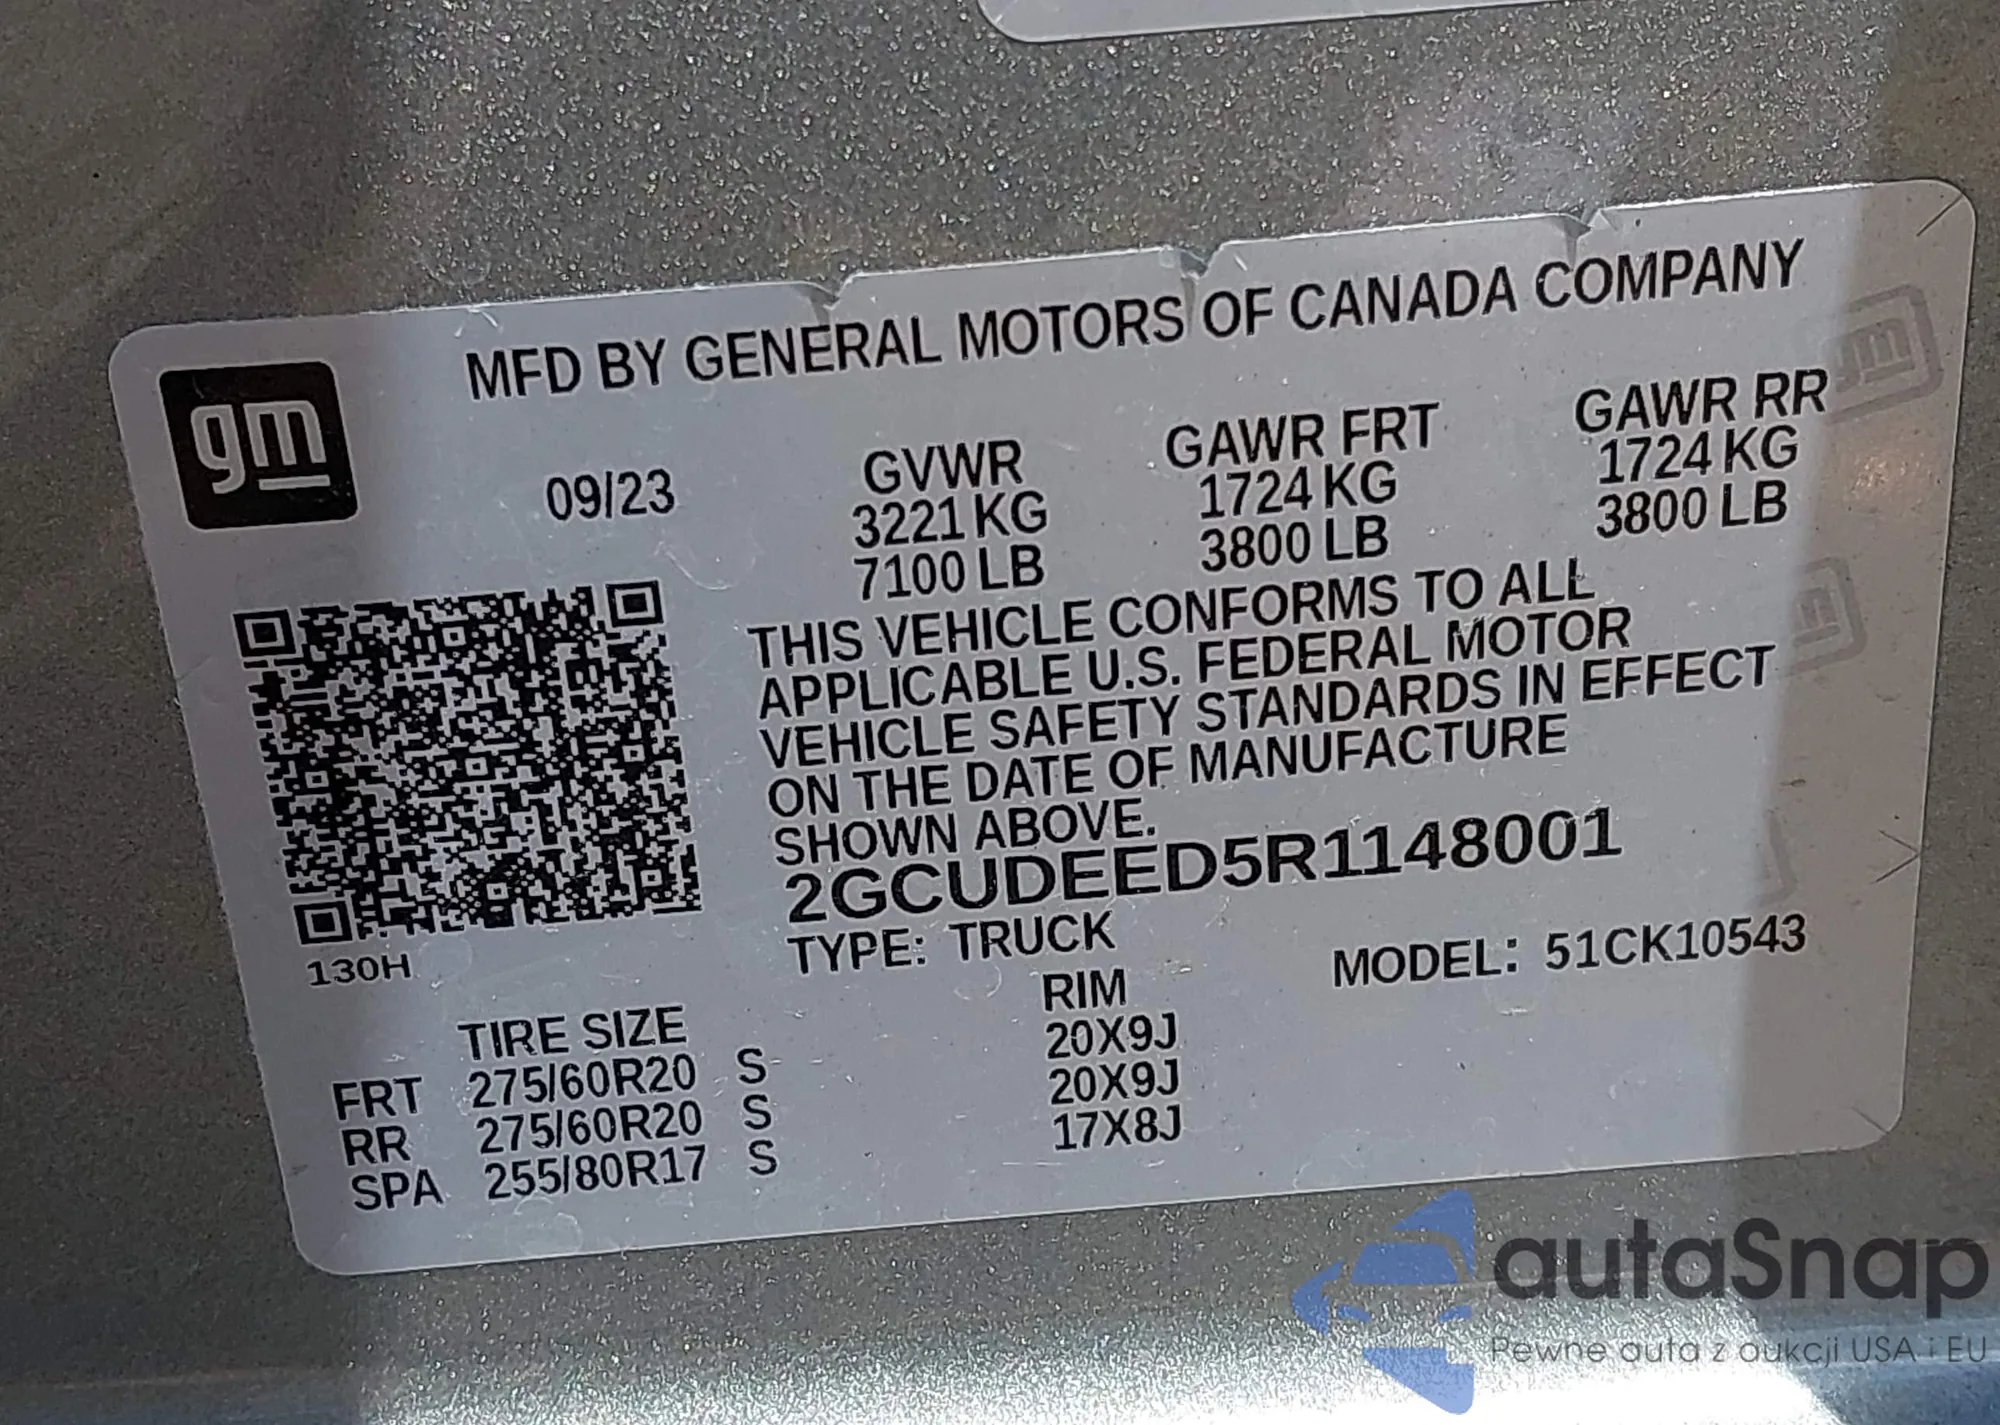 MFD BY GENERAL MOTORS OF CANADA COMPANY
gm
09/23
GVWR GAWR FRT GAWR RR
3221 KG 1724 KG 1724 KG
7100 LB 3800 LB 3800 LB
THIS VEHICLE CONFORMS TO ALL
APPLICABLE U.S. FEDERAL MOTOR
VEHICLE SAFETY STANDARDS IN EFFECT
ON THE DATE OF MANUFACTURE
SHOWN ABOVE.
2GCUDEED5R1148001
TYPE: TRUCK MODEL: 51CK10543
130H
TIRE SIZE RIM
FRT 275/60R20 S 20X9J
RR 275/60R20 S 20X9J
SPA 255/80R17 S 17X8J
autaSnap
Pewne auta z aukcji USA i EU